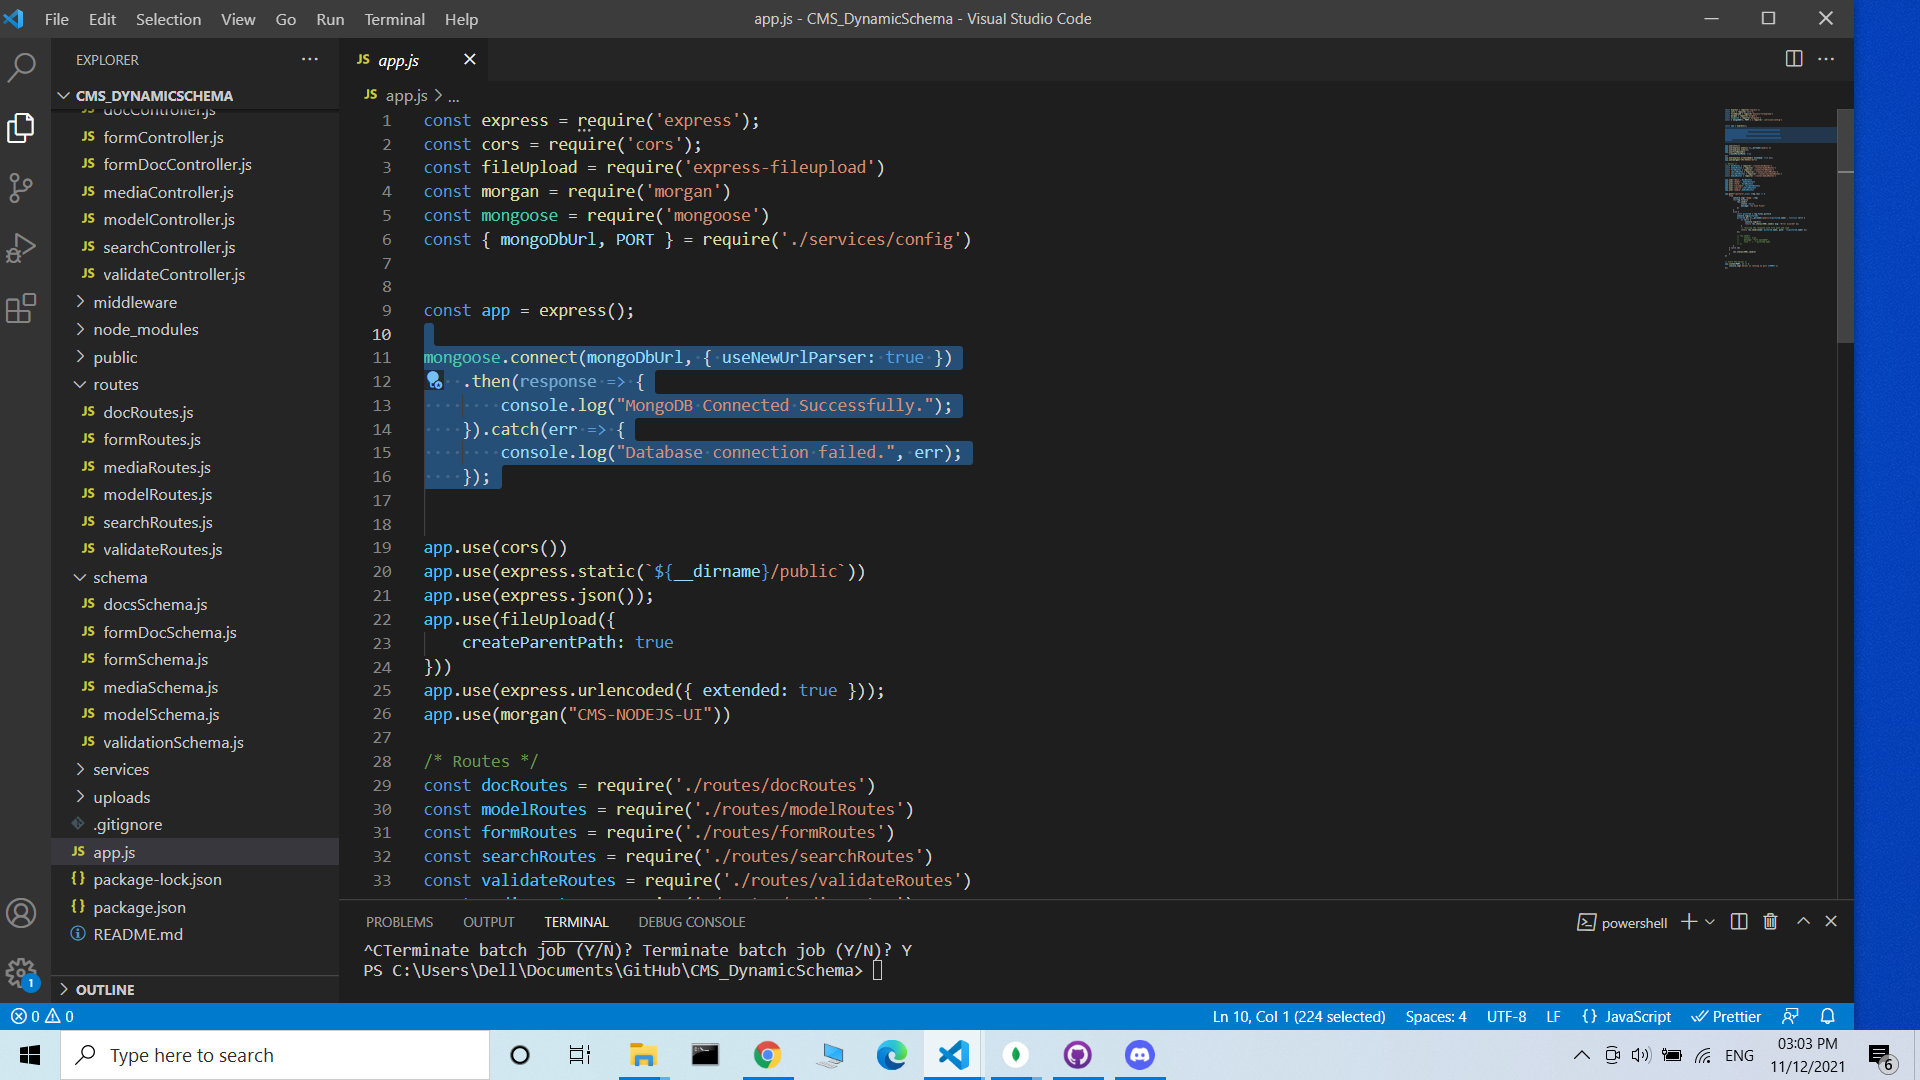 File Edit Selection View Go Run Terminal Help
app.js - CMS_DynamicSchema - Visual Studio Code
EXPLORER
CMS_DYNAMICSCHEMA
docController.js
formController.js
formDocController.js
mediaController.js
modelController.js
searchController.js
validateController.js
middleware
node_modules
public
routes
docRoutes.js
formRoutes.js
mediaRoutes.js
modelRoutes.js
searchRoutes.js
validateRoutes.js
schema
docsSchema.js
formDocSchema.js
formSchema.js
mediaSchema.js
modelSchema.js
validationSchema.js
services
uploads
.gitignore
JS app.js
{} package-lock.json
{} package.json
README.md
OUTLINE
JS app.js
JS app.js > ...
1 const express = require('express');
2 const cors = require('cors');
3 const fileUpload = require('express-fileupload')
4 const morgan = require('morgan')
5 const mongoose = require('mongoose')
6 const { mongoDbUrl, PORT } = require('./services/config')
7
8
9 const app = express();
10
11 mongoose.connect(mongoDbUrl, { useNewUrlParser: true })
12 .then(response => {
13 console.log("MongoDB Connected Successfully.");
14 }).catch(err => {
15 console.log("Database connection failed.", err);
16 });
17
18
19 app.use(cors())
20 app.use(express.static(`${__dirname}/public`))
21 app.use(express.json());
22 app.use(fileUpload({
23 createParentPath: true
24 }))
25 app.use(express.urlencoded({ extended: true }));
26 app.use(morgan("CMS-NODEJS-UI"))
27
28 /* Routes */
29 const docRoutes = require('./routes/docRoutes')
30 const modelRoutes = require('./routes/modelRoutes')
31 const formRoutes = require('./routes/formRoutes')
32 const searchRoutes = require('./routes/searchRoutes')
33 const validateRoutes = require('./routes/validateRoutes')
PROBLEMS OUTPUT TERMINAL DEBUG CONSOLE
powershell
^CTerminate batch job (Y/N)? Terminate batch job (Y/N)? Y
PS C:\Users\Dell\Documents\GitHub\CMS_DynamicSchema>
1
0 0
Ln 10, Col 1 (224 selected) Spaces: 4 UTF-8 LF {} JavaScript Prettier
Type here to search
ENG
03:03 PM
11/12/2021
6